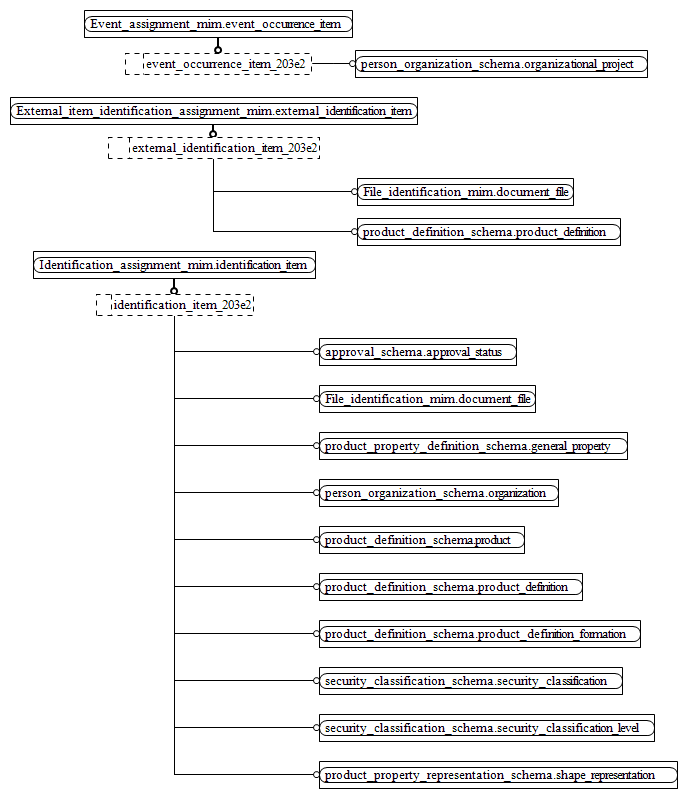 Event_assignment_mim.event_occurrence_item
event_occurrence_item_203e2
person_organization_schema.organizational_project
External_item_identification_assignment_mim.external_identification_item
external_identification_item_203e2
File_identification_mim.document_file
product_definition_schema.product_definition
Identification_assignment_mim.identification_item
identification_item_203e2
approval_schema.approval_status
File_identification_mim.document_file
product_property_definition_schema.general_property
person_organization_schema.organization
product_definition_schema.product
product_definition_schema.product_definition
product_definition_schema.product_definition_formation
security_classification_schema.security_classification
security_classification_schema.security_classification_level
product_property_representation_schema.shape_representation